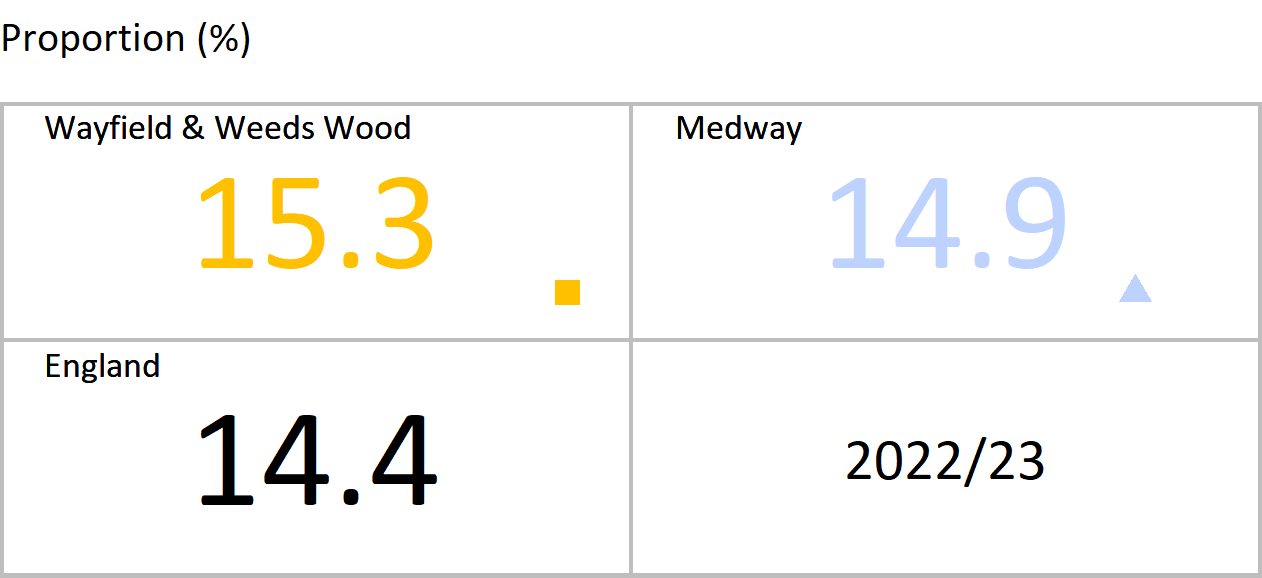 Proportion (%)
Wayfield & Weeds Wood
15.3
Medway
14.9
England
14.4
2022/23